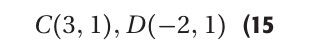 C(3, 1), D(−2, 1) (15